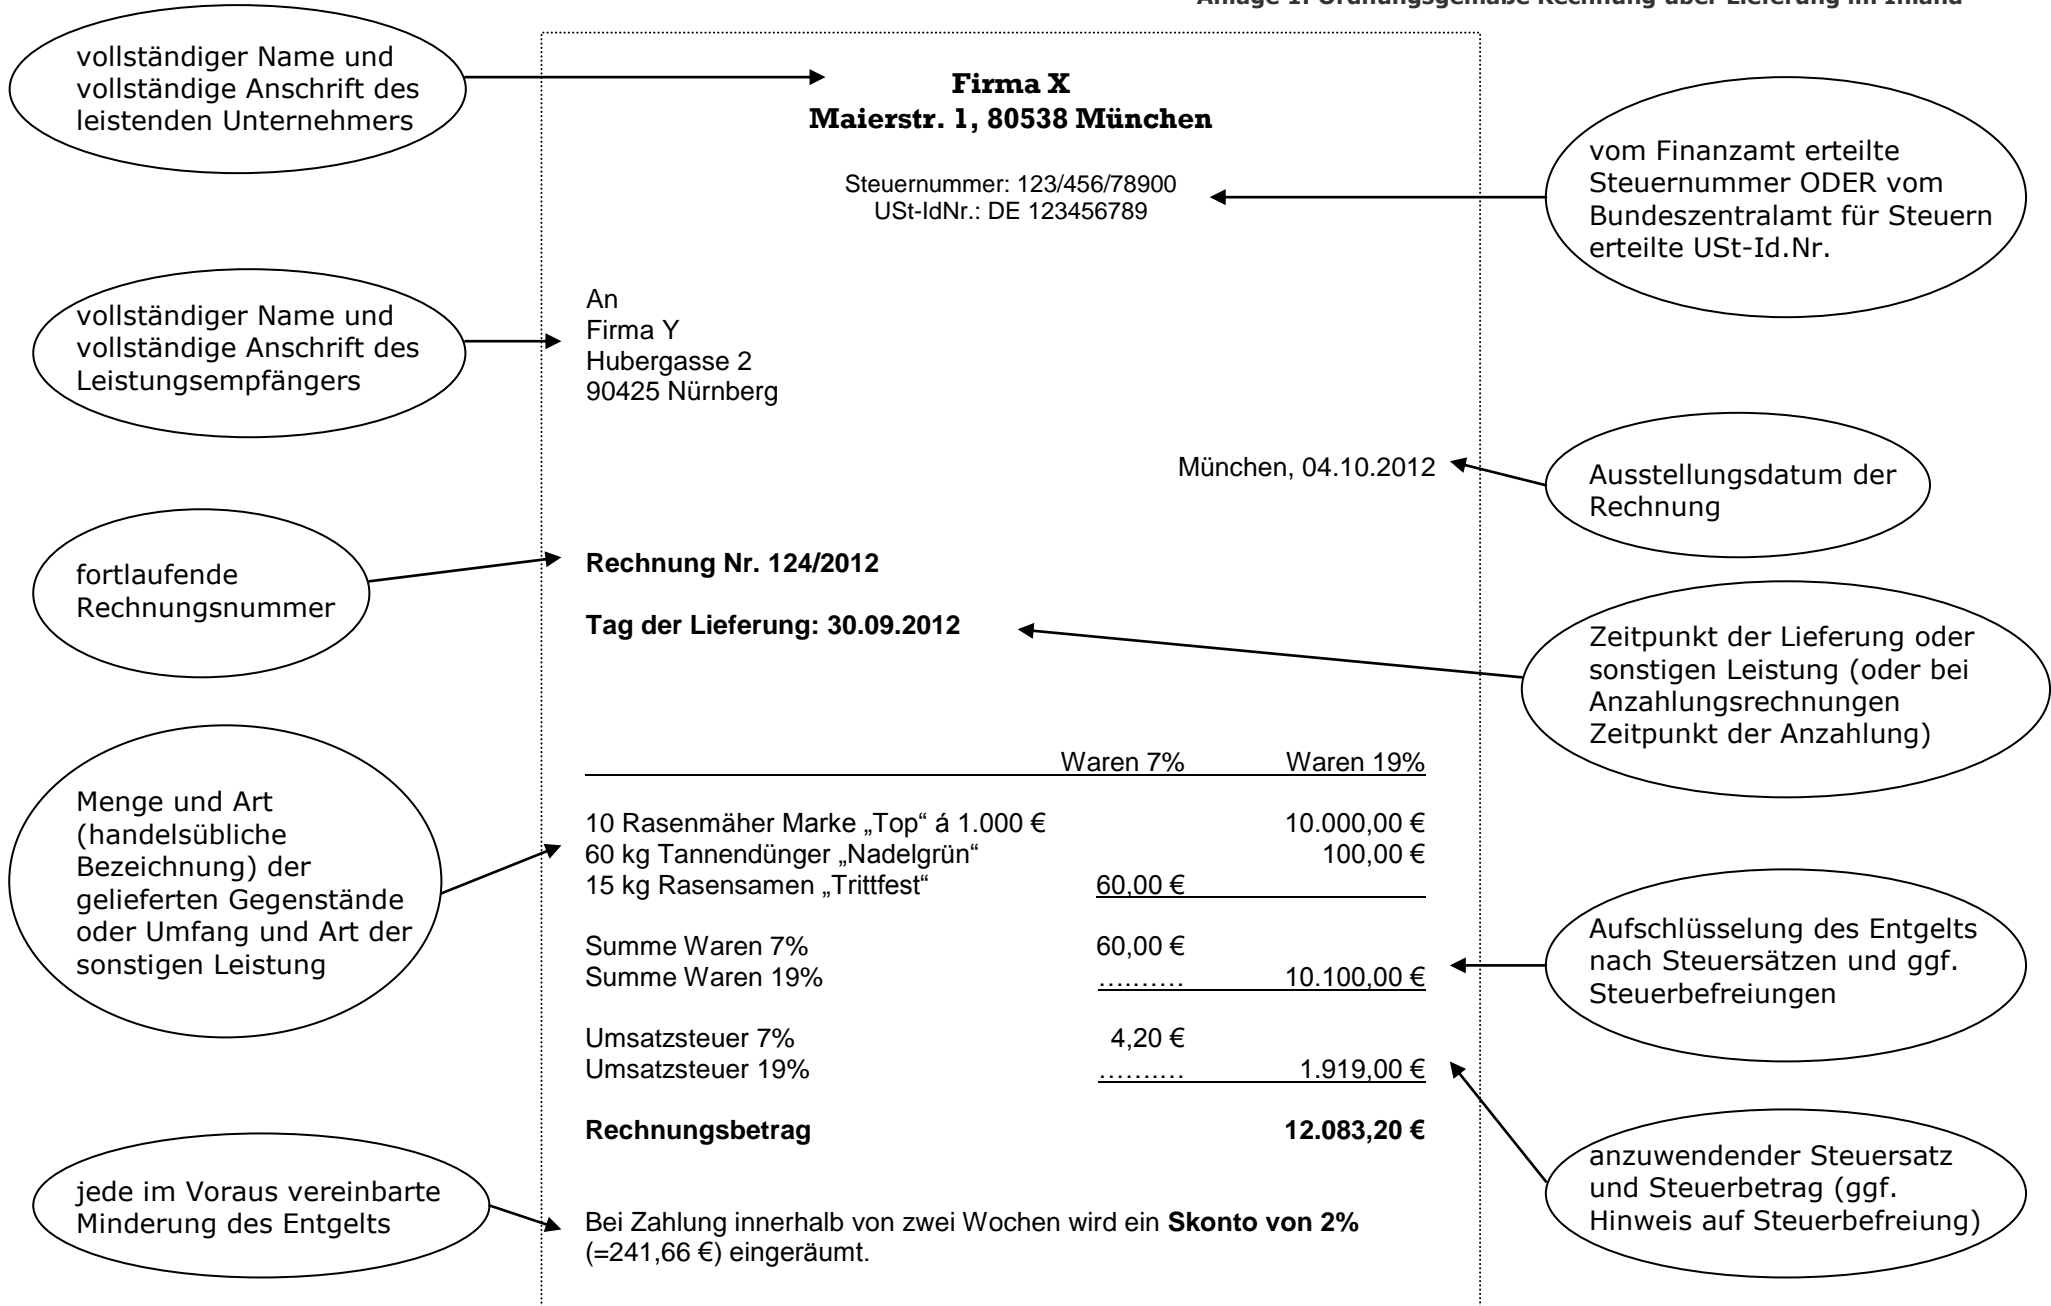 Anlage 1: Ordnungsgemäße Rechnung über Lieferung im Inland
vollständiger Name und
vollständige Anschrift des
leistenden Unternehmers
Firma X
Maierstr. 1, 80538 München
Steuernummer: 123/456/78900
USt-IdNr.: DE 123456789
vom Finanzamt erteilte
Steuernummer ODER vom
Bundeszentralamt für Steuern
erteilte USt-Id.Nr.
vollständiger Name und
vollständige Anschrift des
Leistungsempfängers
An
Firma Y
Hubergasse 2
90425 Nürnberg
München, 04.10.2012
Ausstellungsdatum der
Rechnung
fortlaufende
Rechnungsnummer
Rechnung Nr. 124/2012
Tag der Lieferung: 30.09.2012
Zeitpunkt der Lieferung oder
sonstigen Leistung (oder bei
Anzahlungsrechnungen
Zeitpunkt der Anzahlung)
Menge und Art
(handelsübliche
Bezeichnung) der
gelieferten Gegenstände
oder Umfang und Art der
sonstigen Leistung
Waren 7% Waren 19%
10 Rasenmäher Marke „Top“ á 1.000 € 10.000,00 €
60 kg Tannendünger „Nadelgrün“ 100,00 €
15 kg Rasensamen „Trittfest“ 60,00 €
Summe Waren 7% 60,00 €
Summe Waren 19% .......... 10.100,00 €
Aufschlüsselung des Entgelts
nach Steuersätzen und ggf.
Steuerbefreiungen
Umsatzsteuer 7% 4,20 €
Umsatzsteuer 19% .......... 1.919,00 €
Rechnungsbetrag 12.083,20 €
anzuwendender Steuersatz
und Steuerbetrag (ggf.
Hinweis auf Steuerbefreiung)
jede im Voraus vereinbarte
Minderung des Entgelts
Bei Zahlung innerhalb von zwei Wochen wird ein Skonto von 2%
(=241,66 €) eingeräumt.